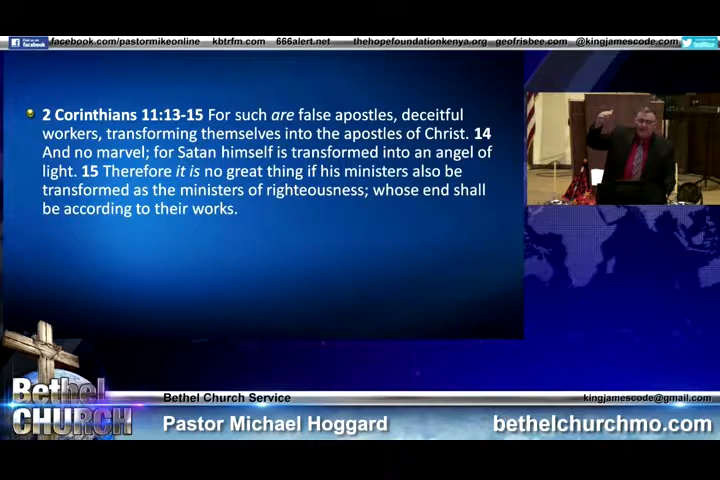 facebook.com/pastormikeonline kbtrfm.com 666alert.net thehopefoundationkenya.org geofrisbee.com @kingjamescode.com
2 Corinthians 11:13-15 For such are false apostles, deceitful
workers, transforming themselves into the apostles of Christ. 14
And no marvel; for Satan himself is transformed into an angel of
light. 15 Therefore it is no great thing if his ministers also be
transformed as the ministers of righteousness; whose end shall
be according to their works.
Bethel
CHURCH
Bethel Church Service
kingjamescode@gmail.com
Pastor Michael Hoggard
bethelchurchmo.com